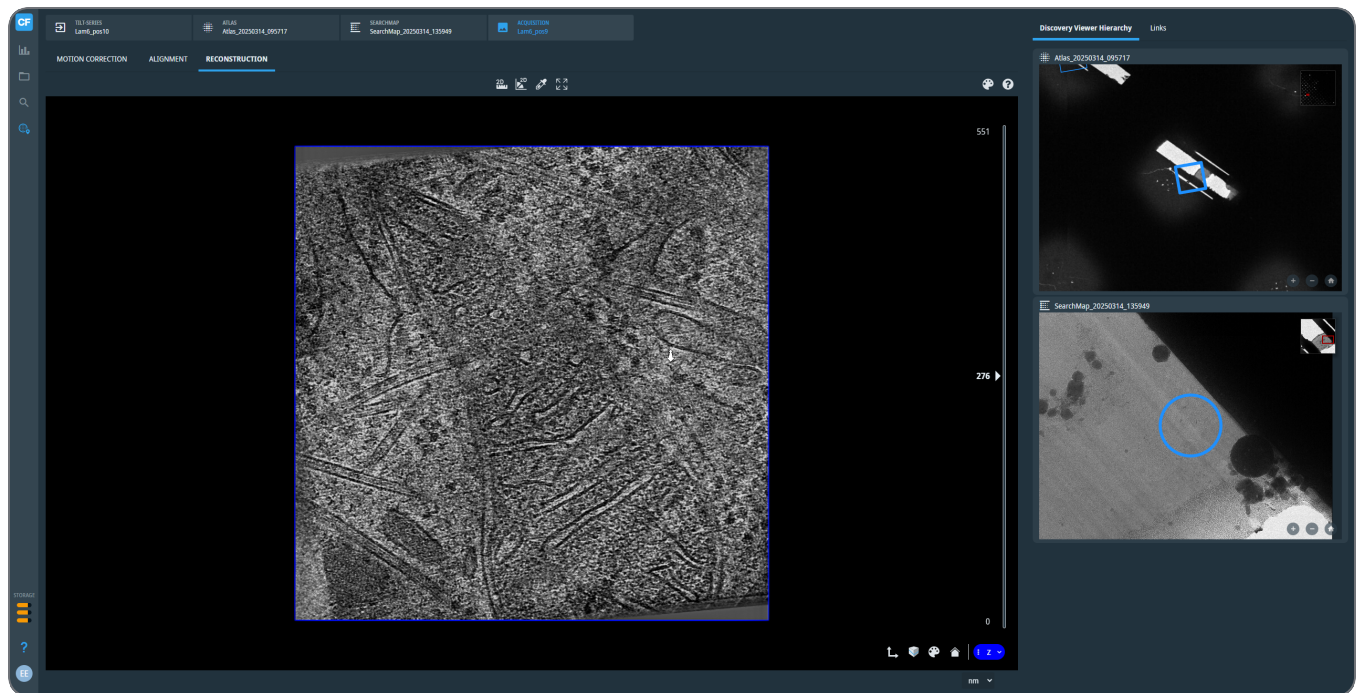 CF
TILT-SERIES
Lam6_pos10
ATLAS
Atlas_20250314_095717
SEARCHMAP
SearchMap_20250314_135949
ACQUISITION
Lam6_pos9
MOTION CORRECTION
ALIGNMENT
RECONSTRUCTION
2D
2D
551
276
0
Z
nm
STORAGE
?
EE
Discovery Viewer Hierarchy
Links
Atlas_20250314_095717
SearchMap_20250314_135949